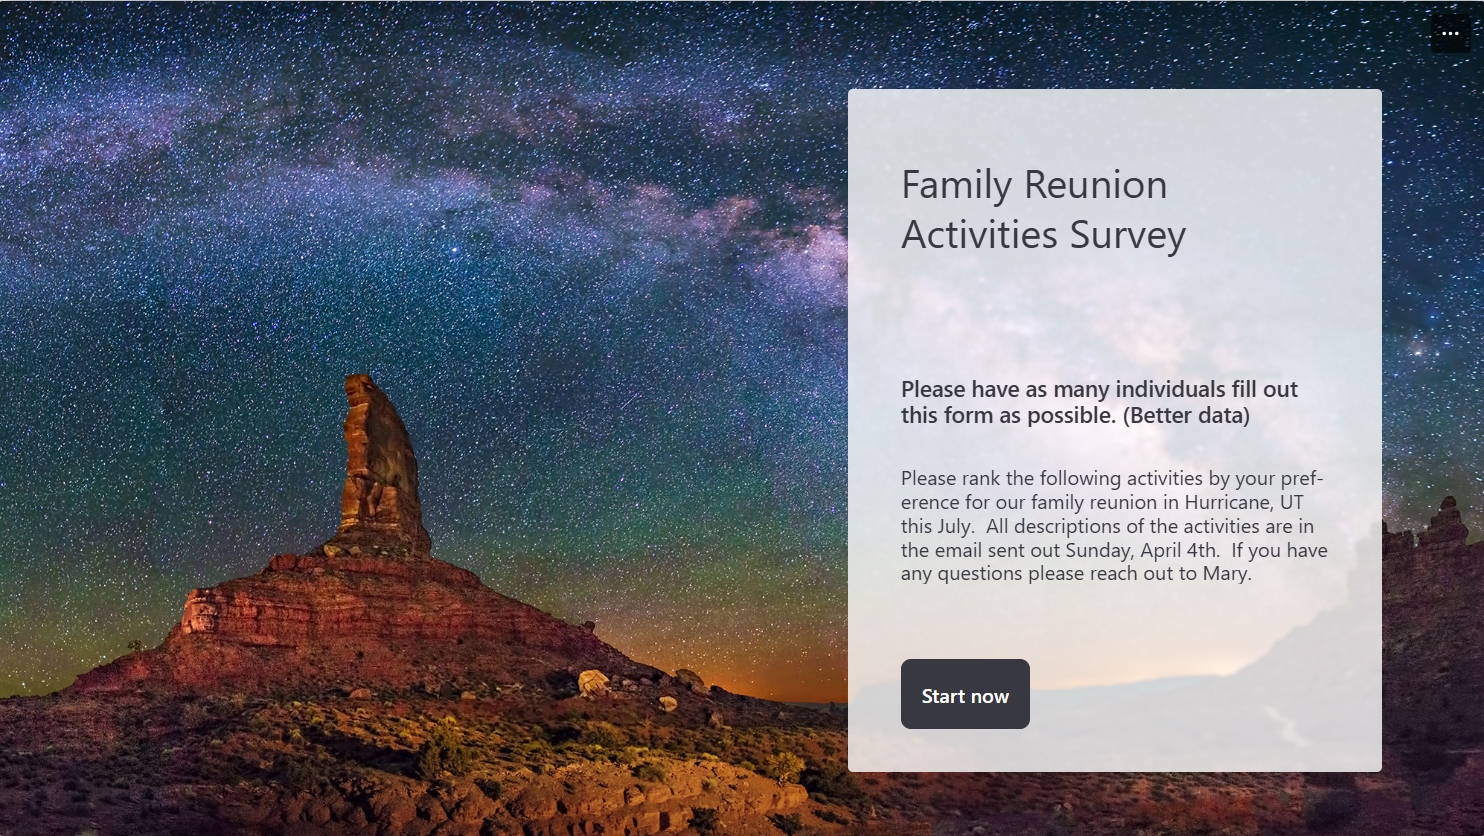 Family Reunion
Activities Survey
Please have as many individuals fill out
this form as possible. (Better data)
Please rank the following activities by your pref-
erence for our family reunion in Hurricane, UT
this July.  All descriptions of the activities are in
the email sent out Sunday, April 4th.  If you have
any questions please reach out to Mary.
Start now